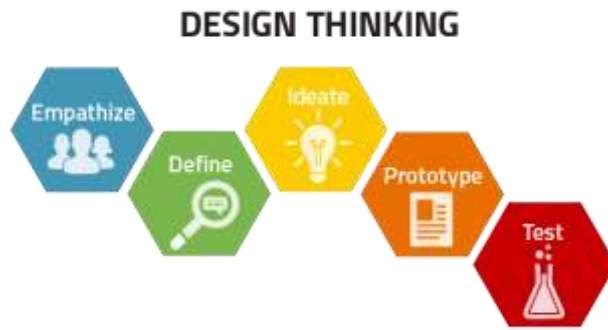 DESIGN THINKING
Empathize
Define
Ideate
Prototype
Test